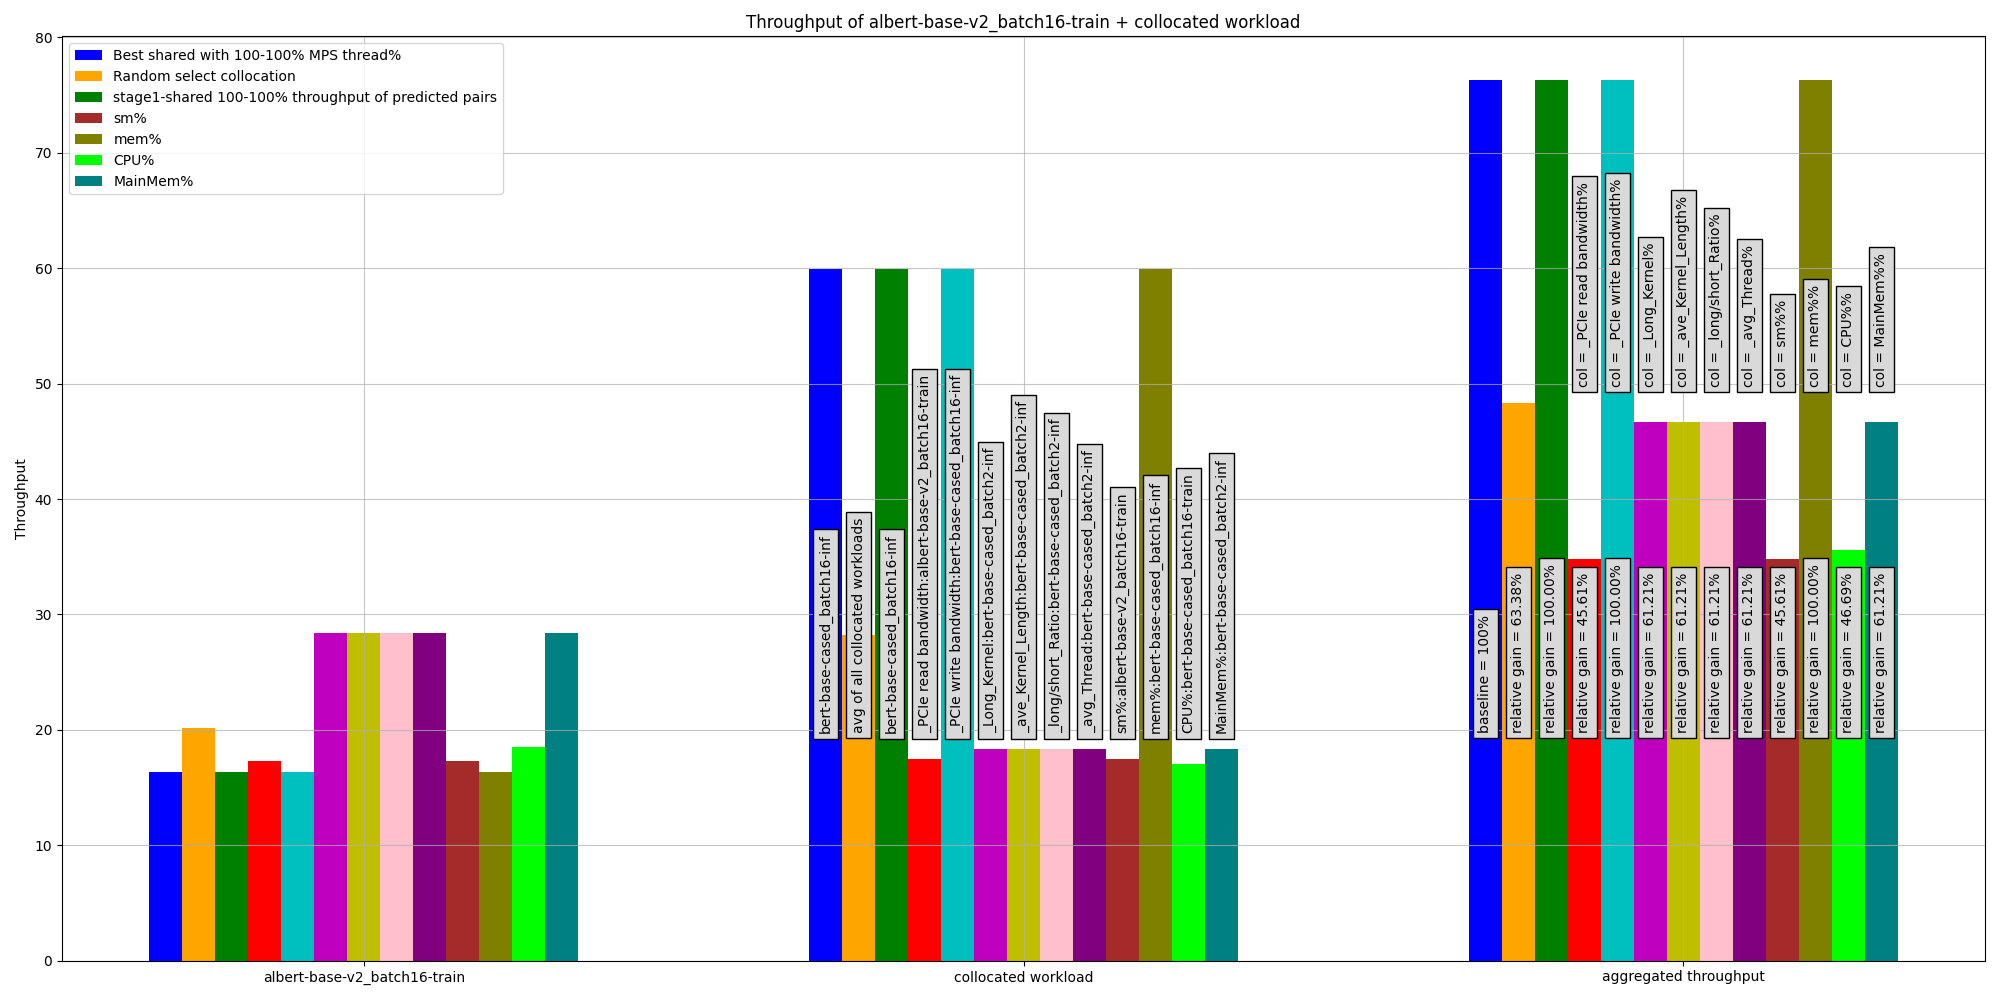 Throughput of albert-base-v2_batch16-train + collocated workload
Throughput
80
70
60
50
40
30
20
10
0
Best shared with 100-100% MPS thread%
Random select collocation
stage1-shared 100-100% throughput of predicted pairs
sm%
mem%
CPU%
MainMem%
bert-base-cased_batch16-inf
avg of all collocated workloads
bert-base-cased_batch16-inf
_PCIe read bandwidth:albert-base-v2_batch16-train
_PCIe write bandwidth:bert-base-cased_batch16-inf
_Long_Kernel:bert-base-cased_batch2-inf
_ave_Kernel_Length:bert-base-cased_batch2-inf
_long/short_Ratio:bert-base-cased_batch2-inf
_avg_Thread:bert-base-cased_batch2-inf
sm%:albert-base-v2_batch16-train
mem%:bert-base-cased_batch16-inf
CPU%:bert-base-cased_batch16-train
MainMem%:bert-base-cased_batch2-inf
col = _PCIe read bandwidth%
col = _PCIe write bandwidth%
col = _Long_Kernel%
col = _ave_Kernel_Length%
col = _long/short_Ratio%
col = _avg_Thread%
col = sm%%
col = mem%%
col = CPU%%
col = MainMem%%
baseline = 100%
relative gain = 63.38%
relative gain = 100.00%
relative gain = 45.61%
relative gain = 100.00%
relative gain = 61.21%
relative gain = 61.21%
relative gain = 61.21%
relative gain = 61.21%
relative gain = 45.61%
relative gain = 100.00%
relative gain = 46.69%
relative gain = 61.21%
albert-base-v2_batch16-train
collocated workload
aggregated throughput